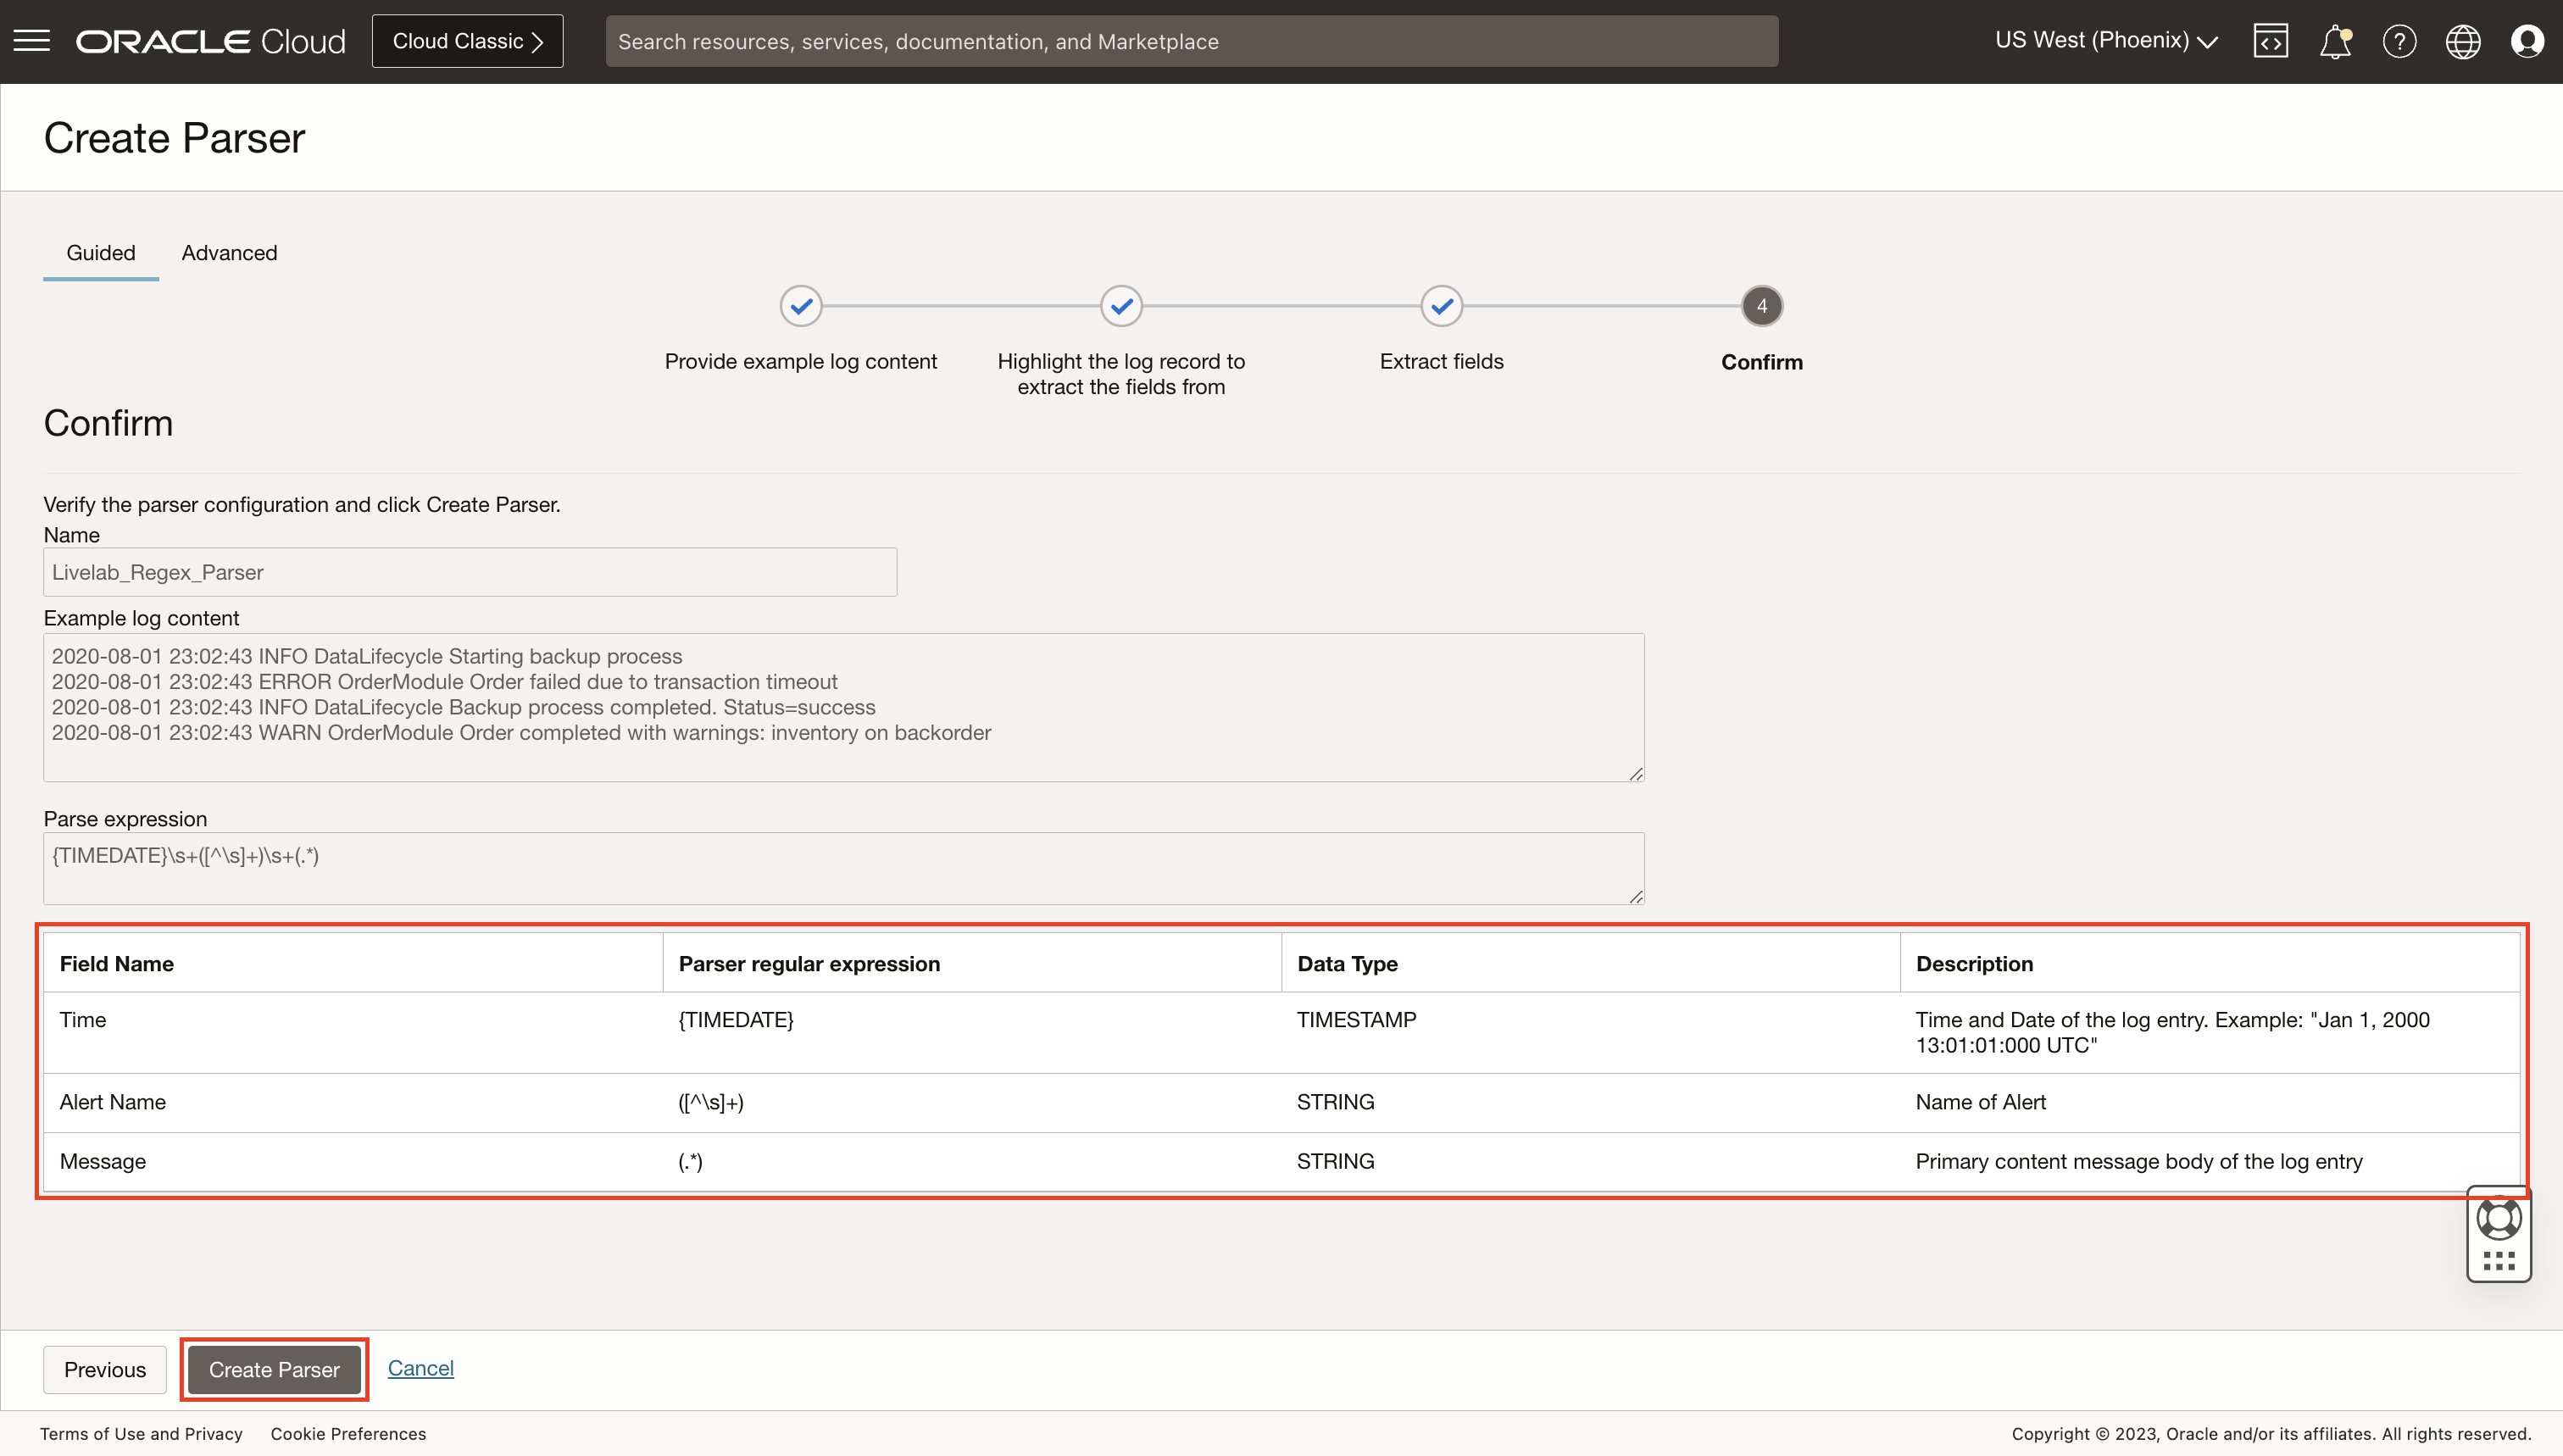 ORACLE Cloud
Cloud Classic
Search resources, services, documentation, and Marketplace
US West (Phoenix)
Create Parser
Guided
Advanced
4
Provide example log content
Highlight the log record to
extract the fields from
Extract fields
Confirm
Confirm
Verify the parser configuration and click Create Parser.
Name
Livelab_Regex_Parser
Example log content
2020-08-01 23:02:43 INFO DataLifecycle Starting backup process
2020-08-01 23:02:43 ERROR OrderModule Order failed due to transaction timeout
2020-08-01 23:02:43 INFO DataLifecycle Backup process completed. Status=success
2020-08-01 23:02:43 WARN OrderModule Order completed with warnings: inventory on backorder
Parse expression
{TIMEDATE}\s+([^\s]+)\s+(.*)
Field Name
Parser regular expression
Data Type
Description
Time
{TIMEDATE}
TIMESTAMP
Time and Date of the log entry. Example: "Jan 1, 2000
13:01:01:000 UTC"
Alert Name
([^\s]+)
STRING
Name of Alert
Message
(.*)
STRING
Primary content message body of the log entry
Previous
Create Parser
Cancel
Terms of Use and Privacy
Cookie Preferences
Copyright © 2023, Oracle and/or its affiliates. All rights reserved.